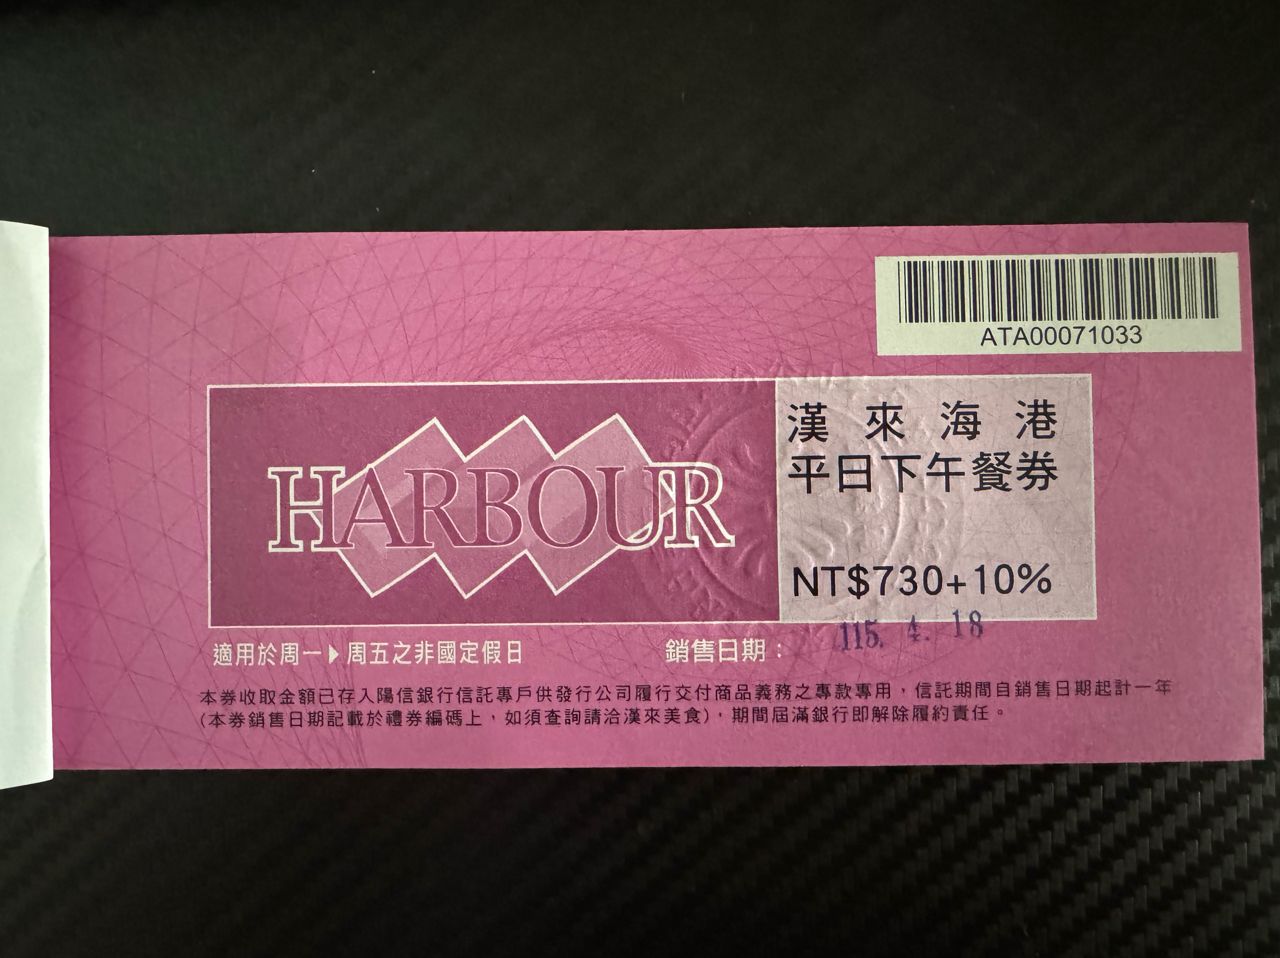 ATA00071033
HARBOUR
漢來海港
平日下午餐券
NT$730+10%
適用於周一▶周五之非國定假日
銷售日期：115. 4. 18
本券收取金額已存入陽信銀行信託專戶供發行公司履行交付商品義務之專款專用，信託期間自銷售日期起計一年
(本券銷售日期記載於禮券編碼上，如須查詢請洽漢來美食)，期間屆滿銀行即解除履約責任。